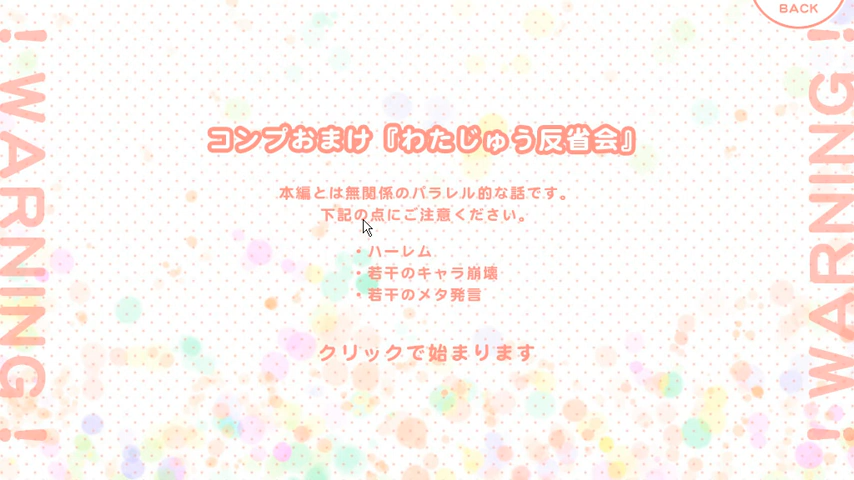 BACK
! WARNING !
! WARNING !
コンプおまけ『わたじゅう反省会』
本編とは無関係のパラレル的な話です。
下記の点にご注意ください。
・ハーレム
・若干のキャラ崩壊
・若干のメタ発言
クリックで始まります